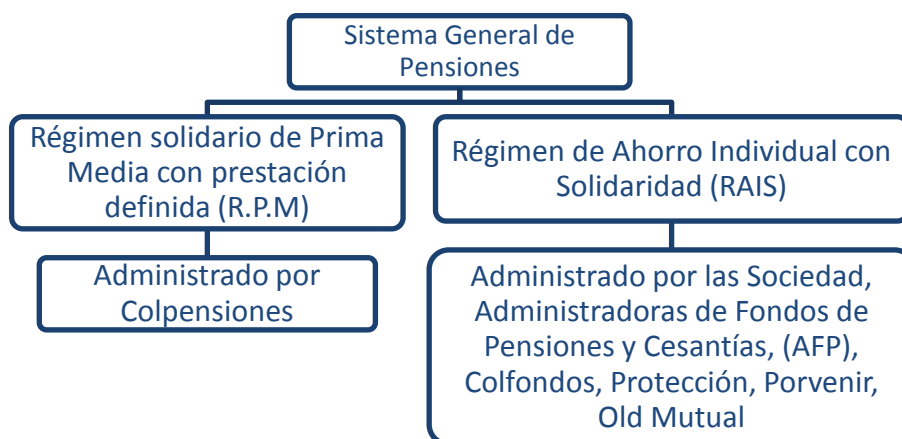 Sistema General de
Pensiones
Régimen solidario de Prima
Media con prestación
definida (R.P.M)
Régimen de Ahorro Individual con
Solidaridad (RAIS)
Administrado por
Colpensiones
Administrado por las Sociedad,
Administradoras de Fondos de
Pensiones y Cesantías, (AFP),
Colfondos, Protección, Porvenir,
Old Mutual